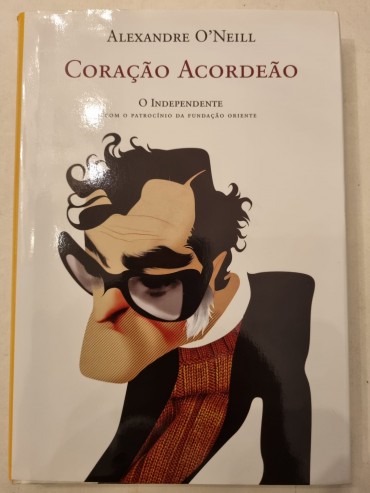 ALEXANDRE O'NEILL
CORAÇÃO ACORDEÃO
O INDEPENDENTE
COM O PATROCÍNIO DA FUNDAÇÃO ORIENTE